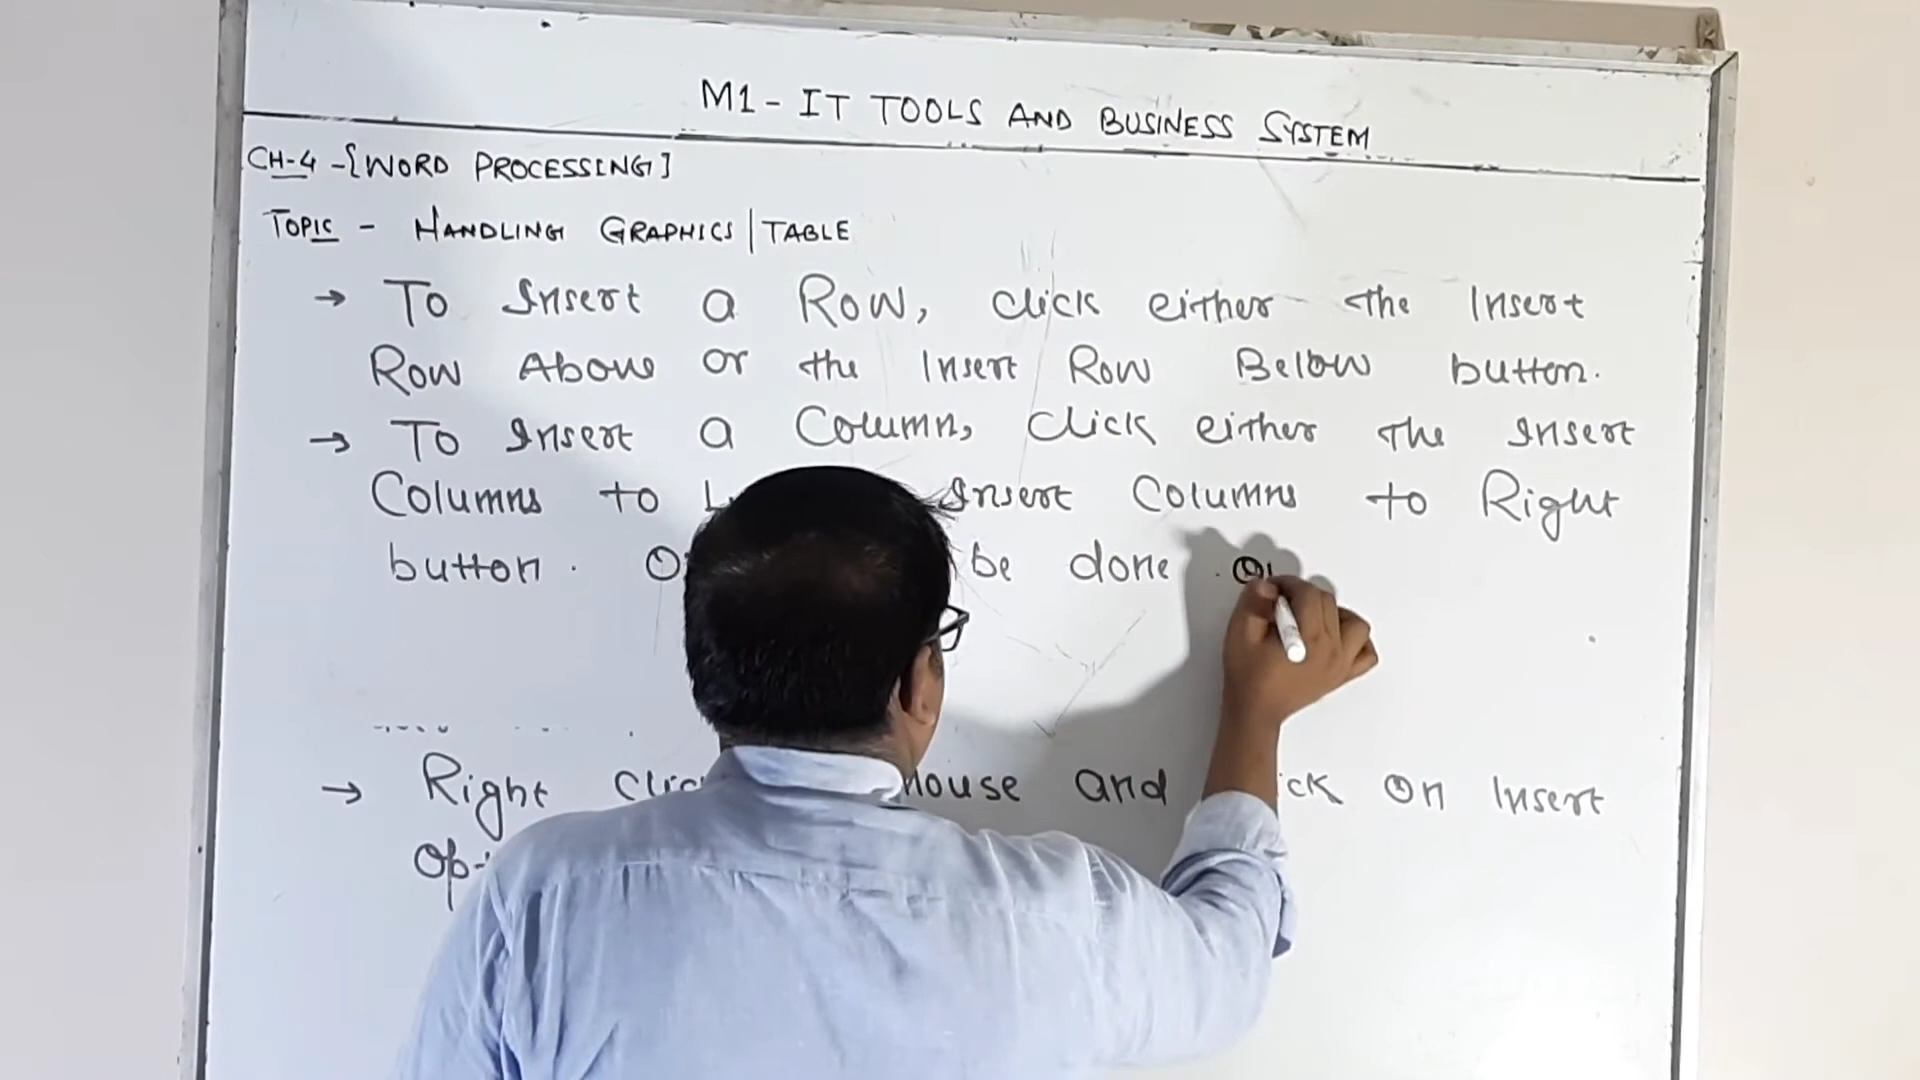 M1 - IT TOOLS AND BUSINESS SYSTEM
CH-4 - [WORD PROCESSING]
TOPIC - HANDLING GRAPHICS | TABLE
→ To Insert a Row, click either the Insert
Row Above or the Insert Row Below button.
→ To Insert a Column, click either the Insert
Columns to Insert Columns to Right
button. be done
→ Right and on Insert